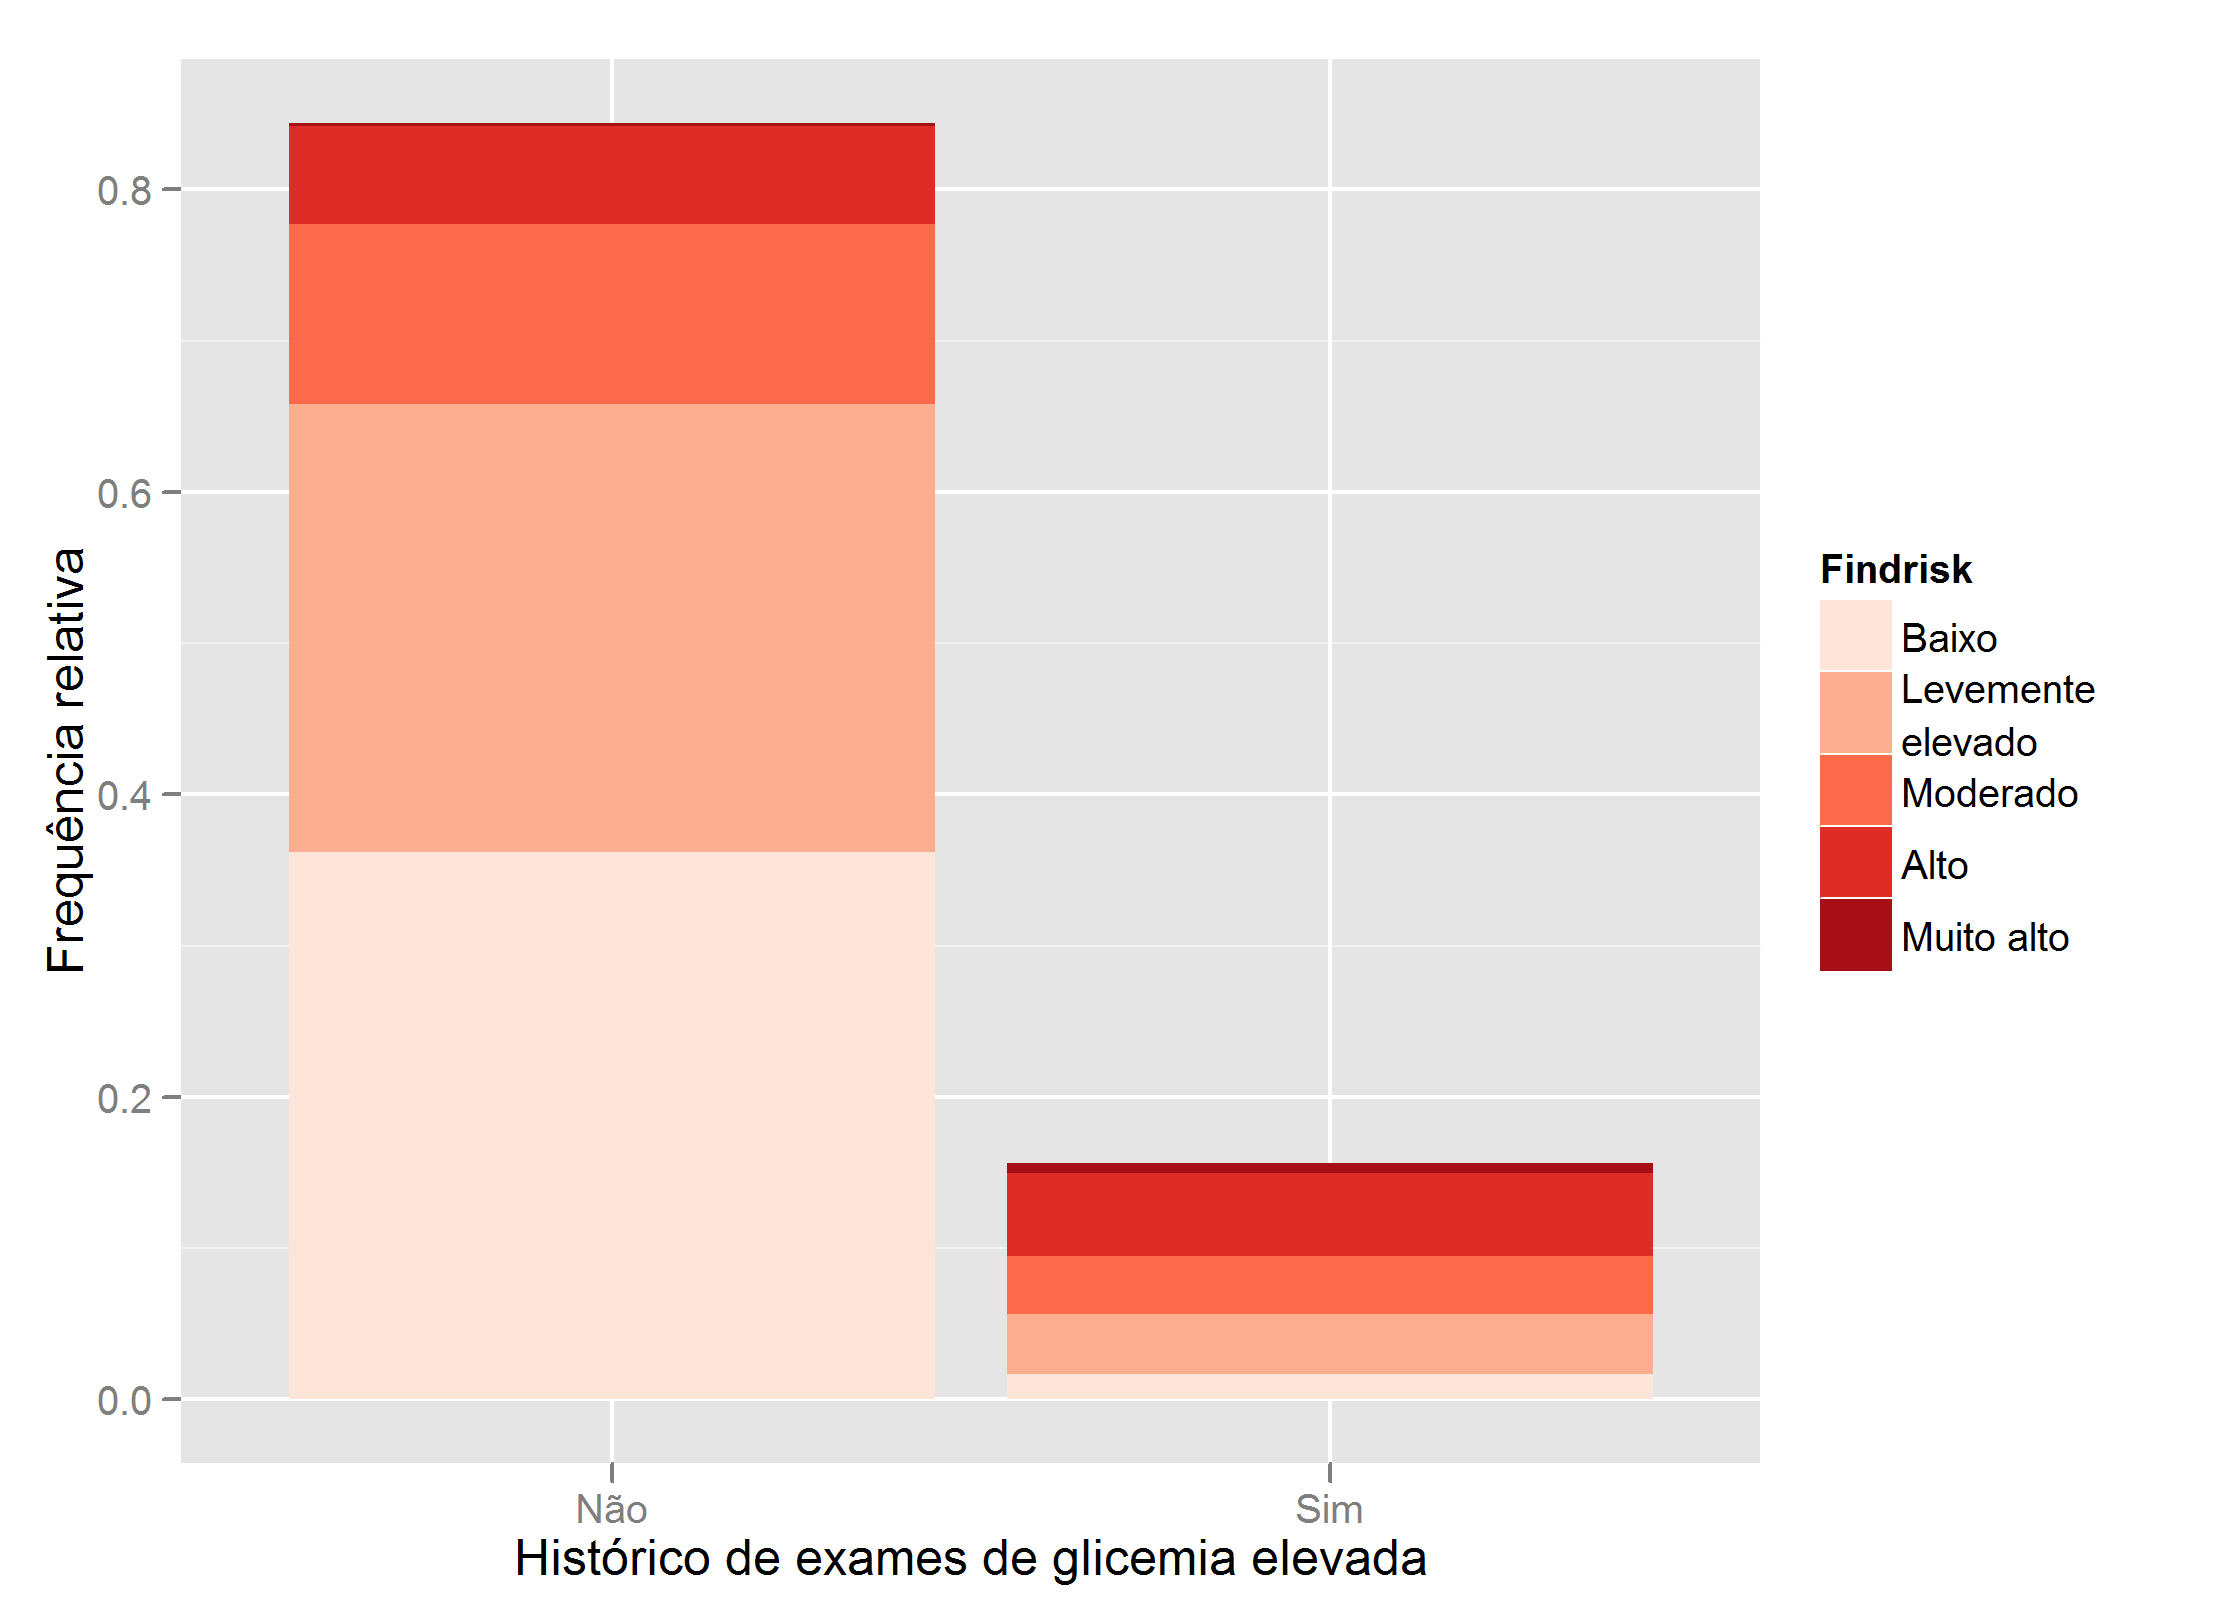 Frequência relativa
0.8
0.6
0.4
0.2
0.0
Não
Sim
Histórico de exames de glicemia elevada
Findrisk
Baixo
Levemente
elevado
Moderado
Alto
Muito alto